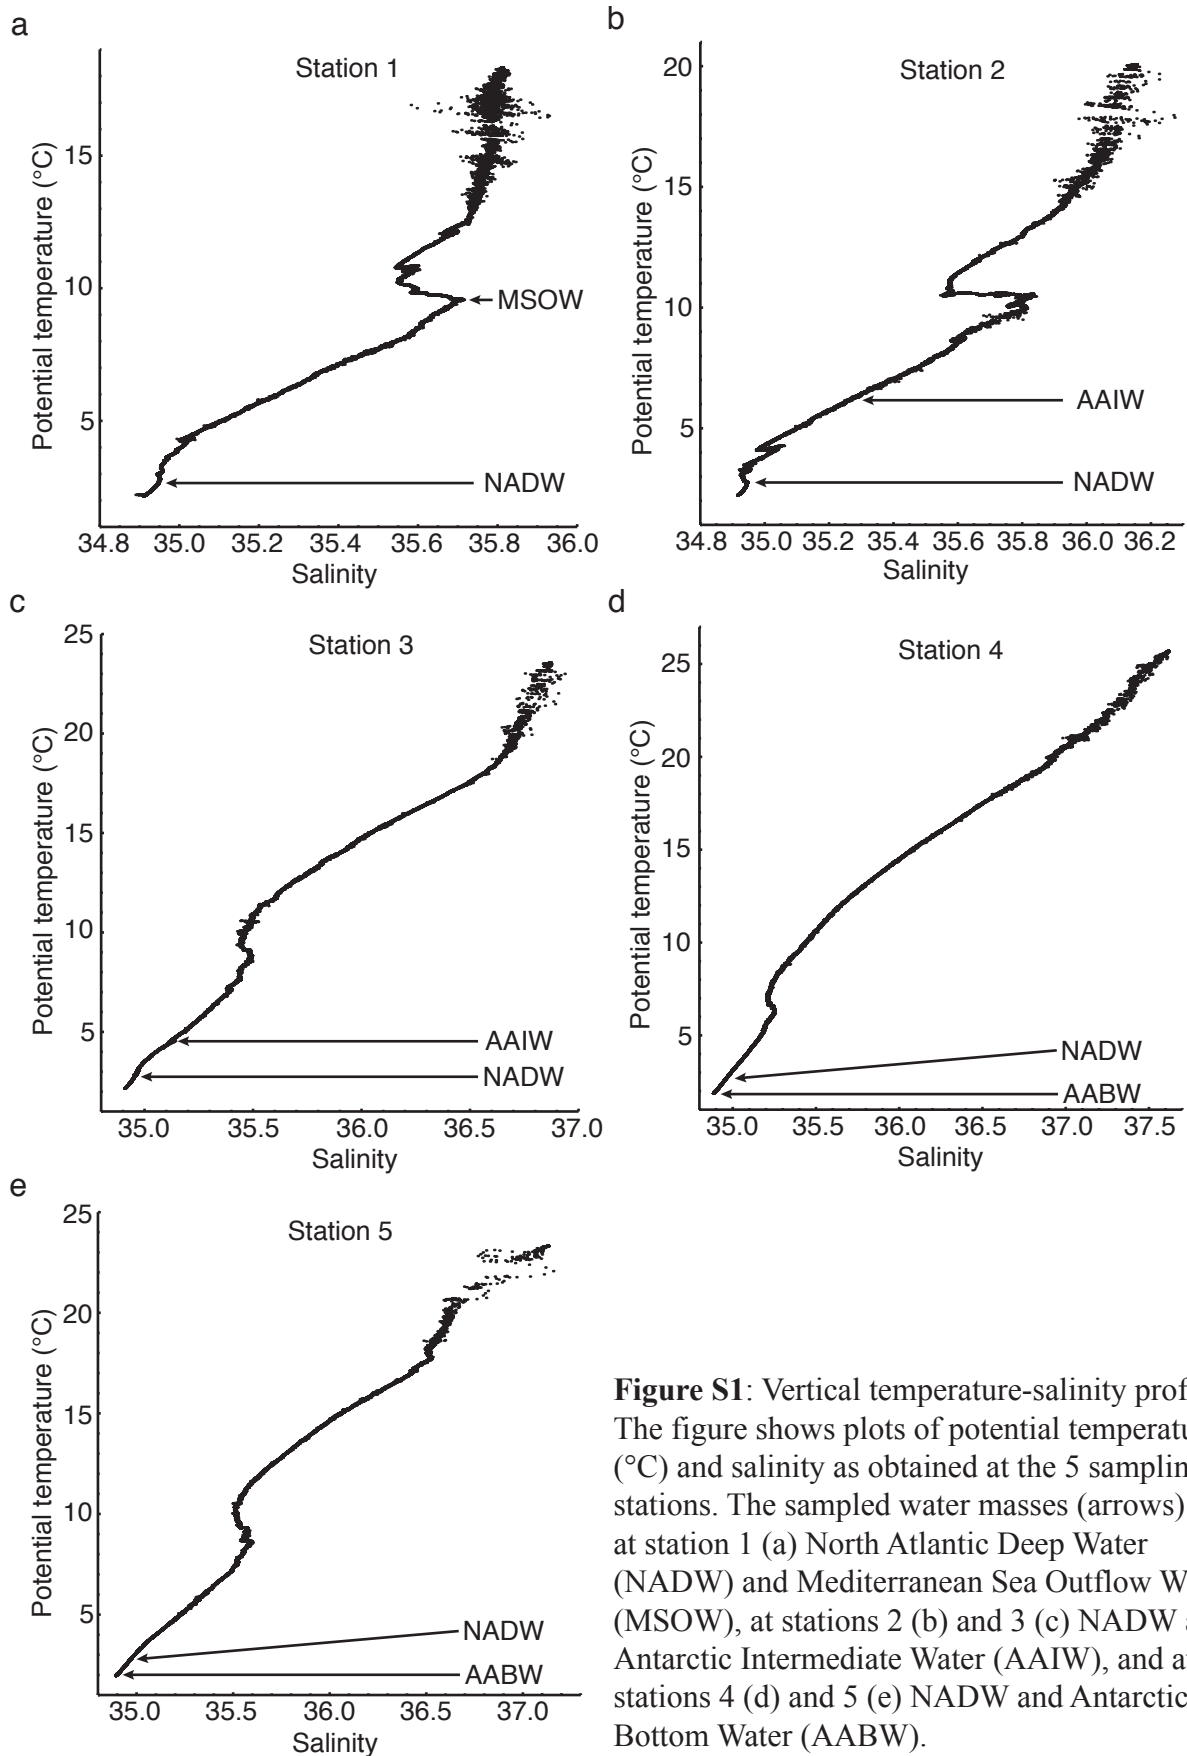 a
Station 1
Potential temperature (°C)
15
10
5
MSOW
NADW
34.8 35.0 35.2 35.4 35.6 35.8 36.0
Salinity
b
Station 2
Potential temperature (°C)
20
15
10
5
AAIW
NADW
34.8 35.0 35.2 35.4 35.6 35.8 36.0 36.2
Salinity
c
Station 3
Potential temperature (°C)
25
20
15
10
5
AAIW
NADW
35.0 35.5 36.0 36.5 37.0
Salinity
d
Station 4
Potential temperature (°C)
25
20
15
10
5
NADW
AABW
35.0 35.5 36.0 36.5 37.0 37.5
Salinity
e
Station 5
Potential temperature (°C)
25
20
15
10
5
NADW
AABW
35.0 35.5 36.0 36.5 37.0
Salinity
Figure S1: Vertical temperature-salinity prof
The figure shows plots of potential temperatu
(°C) and salinity as obtained at the 5 samplin
stations. The sampled water masses (arrows)
at station 1 (a) North Atlantic Deep Water
(NADW) and Mediterranean Sea Outflow W
(MSOW), at stations 2 (b) and 3 (c) NADW
Antarctic Intermediate Water (AAIW), and a
stations 4 (d) and 5 (e) NADW and Antarctic
Bottom Water (AABW).